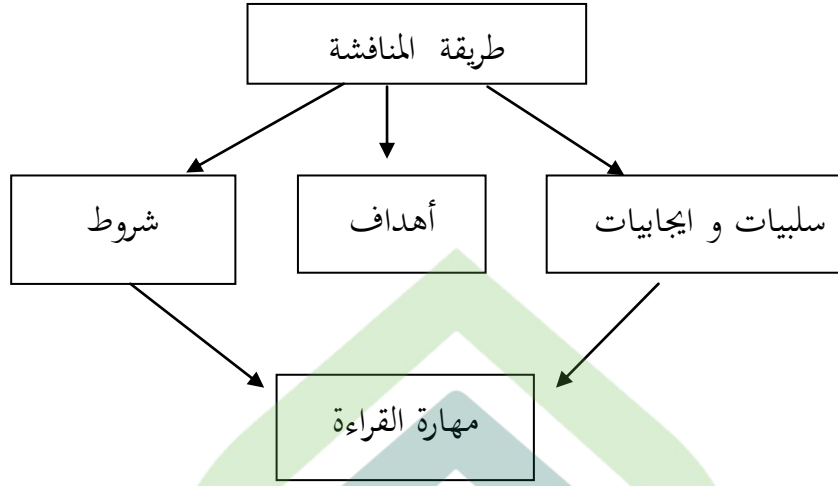 طريقة المنافشة
سلبيات و ايجابيات
أهداف
شروط
مهارة القراءة